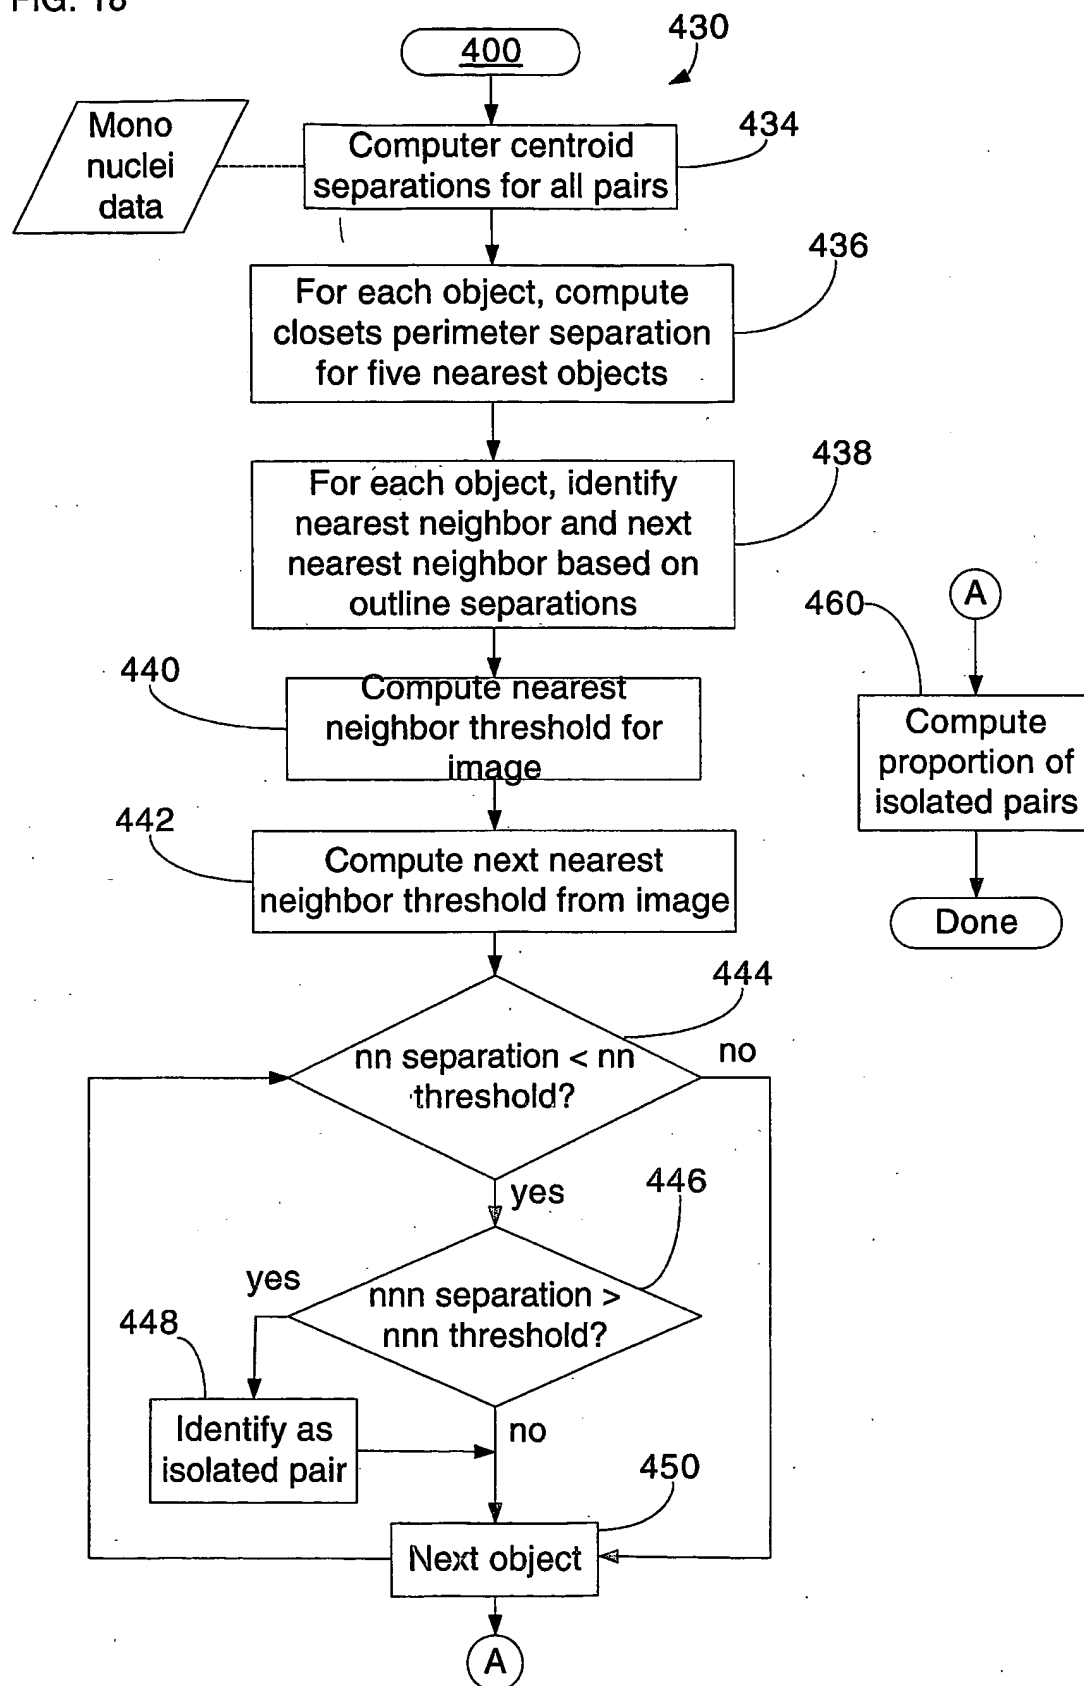 FIG. 18
430
400
Mono
nuclei
data
Computer centroid
separations for all pairs
434
436
For each object, compute
closets perimeter separation
for five nearest objects
438
For each object, identify
nearest neighbor and next
nearest neighbor based on
outline separations
440
Compute nearest
neighbor threshold for
image
442
Compute next nearest
neighbor threshold from image
444
nn separation < nn
threshold?
no
yes
446
nnn separation >
nnn threshold?
yes
448
Identify as
isolated pair
no
450
Next object
A
A
460
Compute
proportion of
isolated pairs
Done